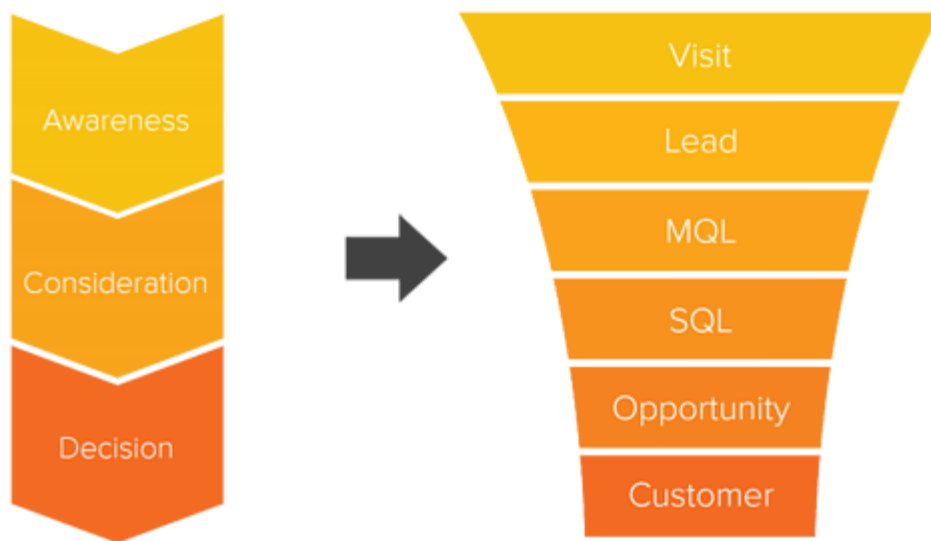 Awareness
Consideration
Decision
Visit
Lead
MQL
SQL
Opportunity
Customer